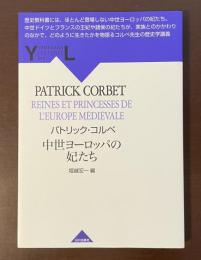 歴史教科書には、ほとんど登場しない中世ヨーロッパの妃たち。
中世ドイツとフランスの王妃や諸侯の妃たちが、実家とのかかわり
のなかで、どのように生きたかを物語るコルベ先生の歴史学講義
Y L
PATRICK CORBET
REINES ET PRINCESSES DE
L'EUROPE MÉDIÉVALE
パトリック・コルベ
中世ヨーロッパの
妃たち
堀越宏一 編